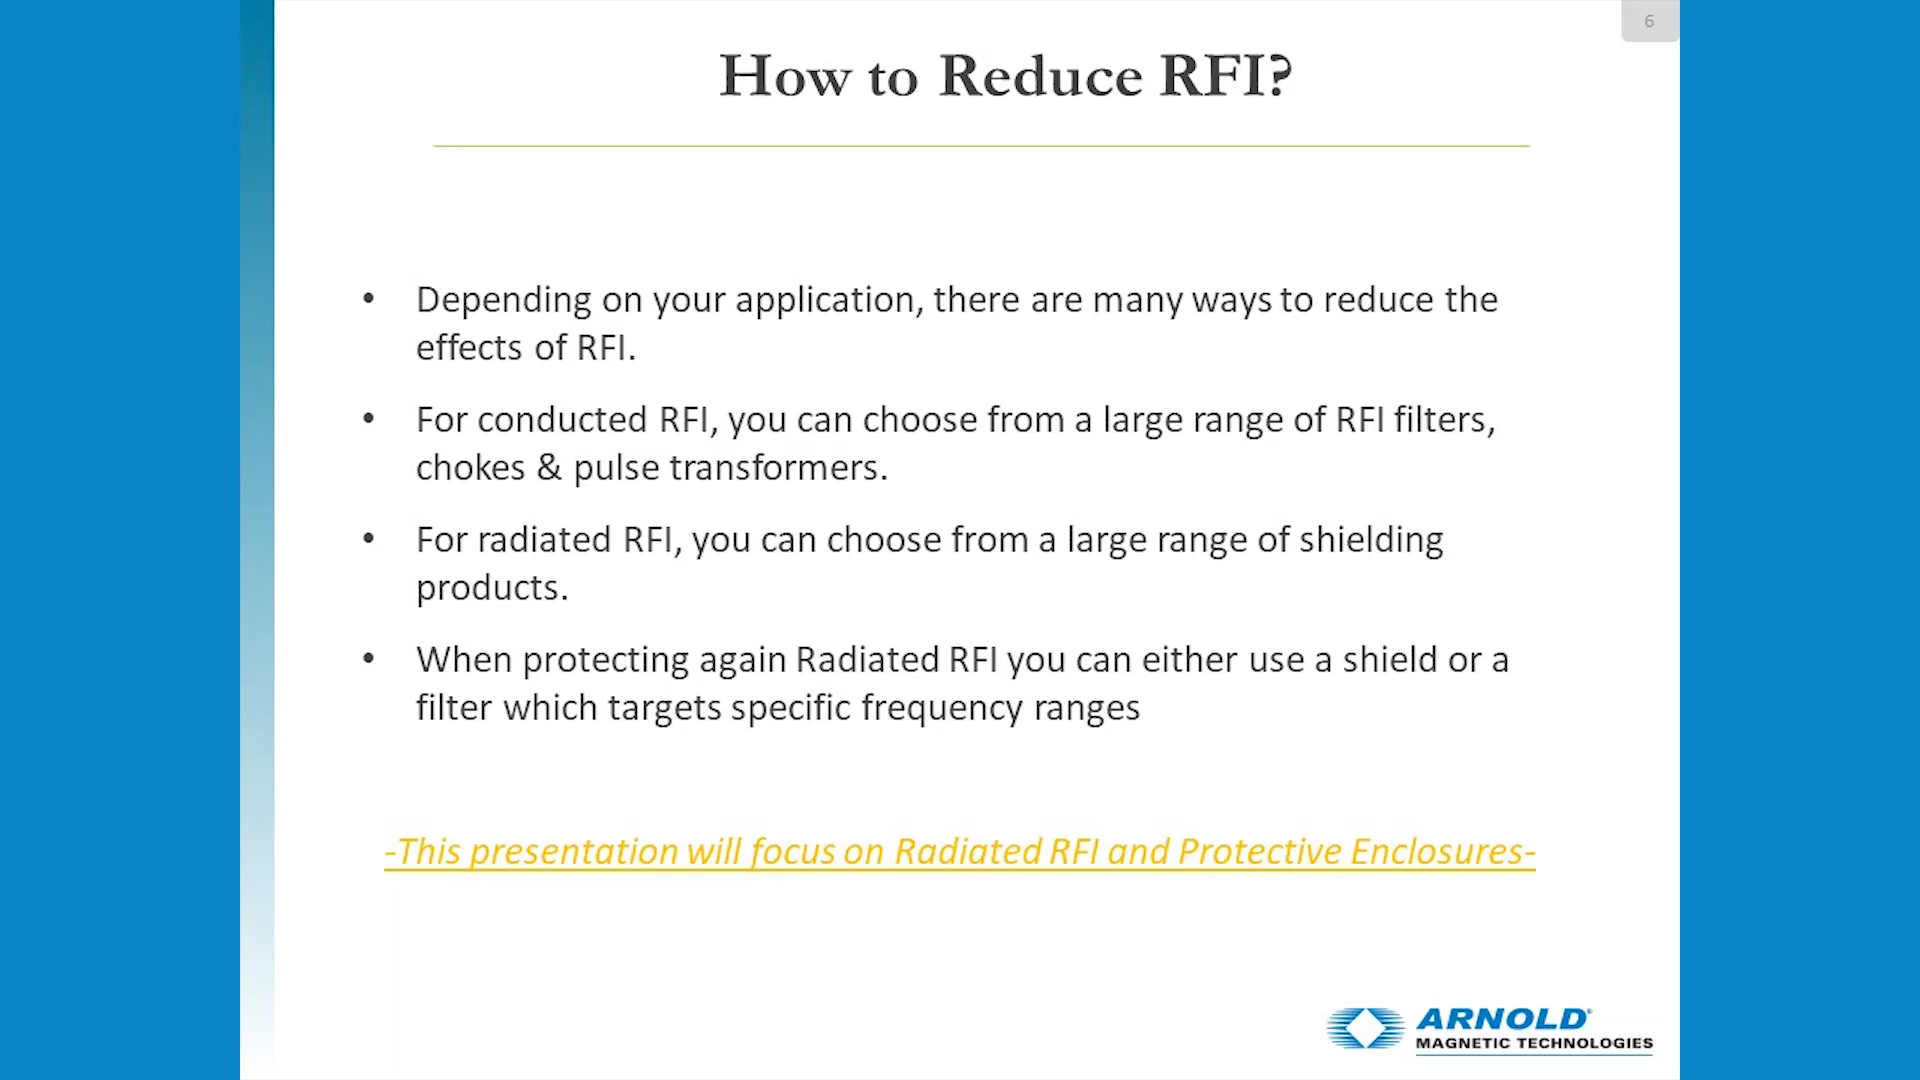 6
How to Reduce RFI?
• Depending on your application, there are many ways to reduce the
effects of RFI.
• For conducted RFI, you can choose from a large range of RFI filters,
chokes & pulse transformers.
• For radiated RFI, you can choose from a large range of shielding
products.
• When protecting again Radiated RFI you can either use a shield or a
filter which targets specific frequency ranges
-This presentation will focus on Radiated RFI and Protective Enclosures-
ARNOLD®
MAGNETIC TECHNOLOGIES